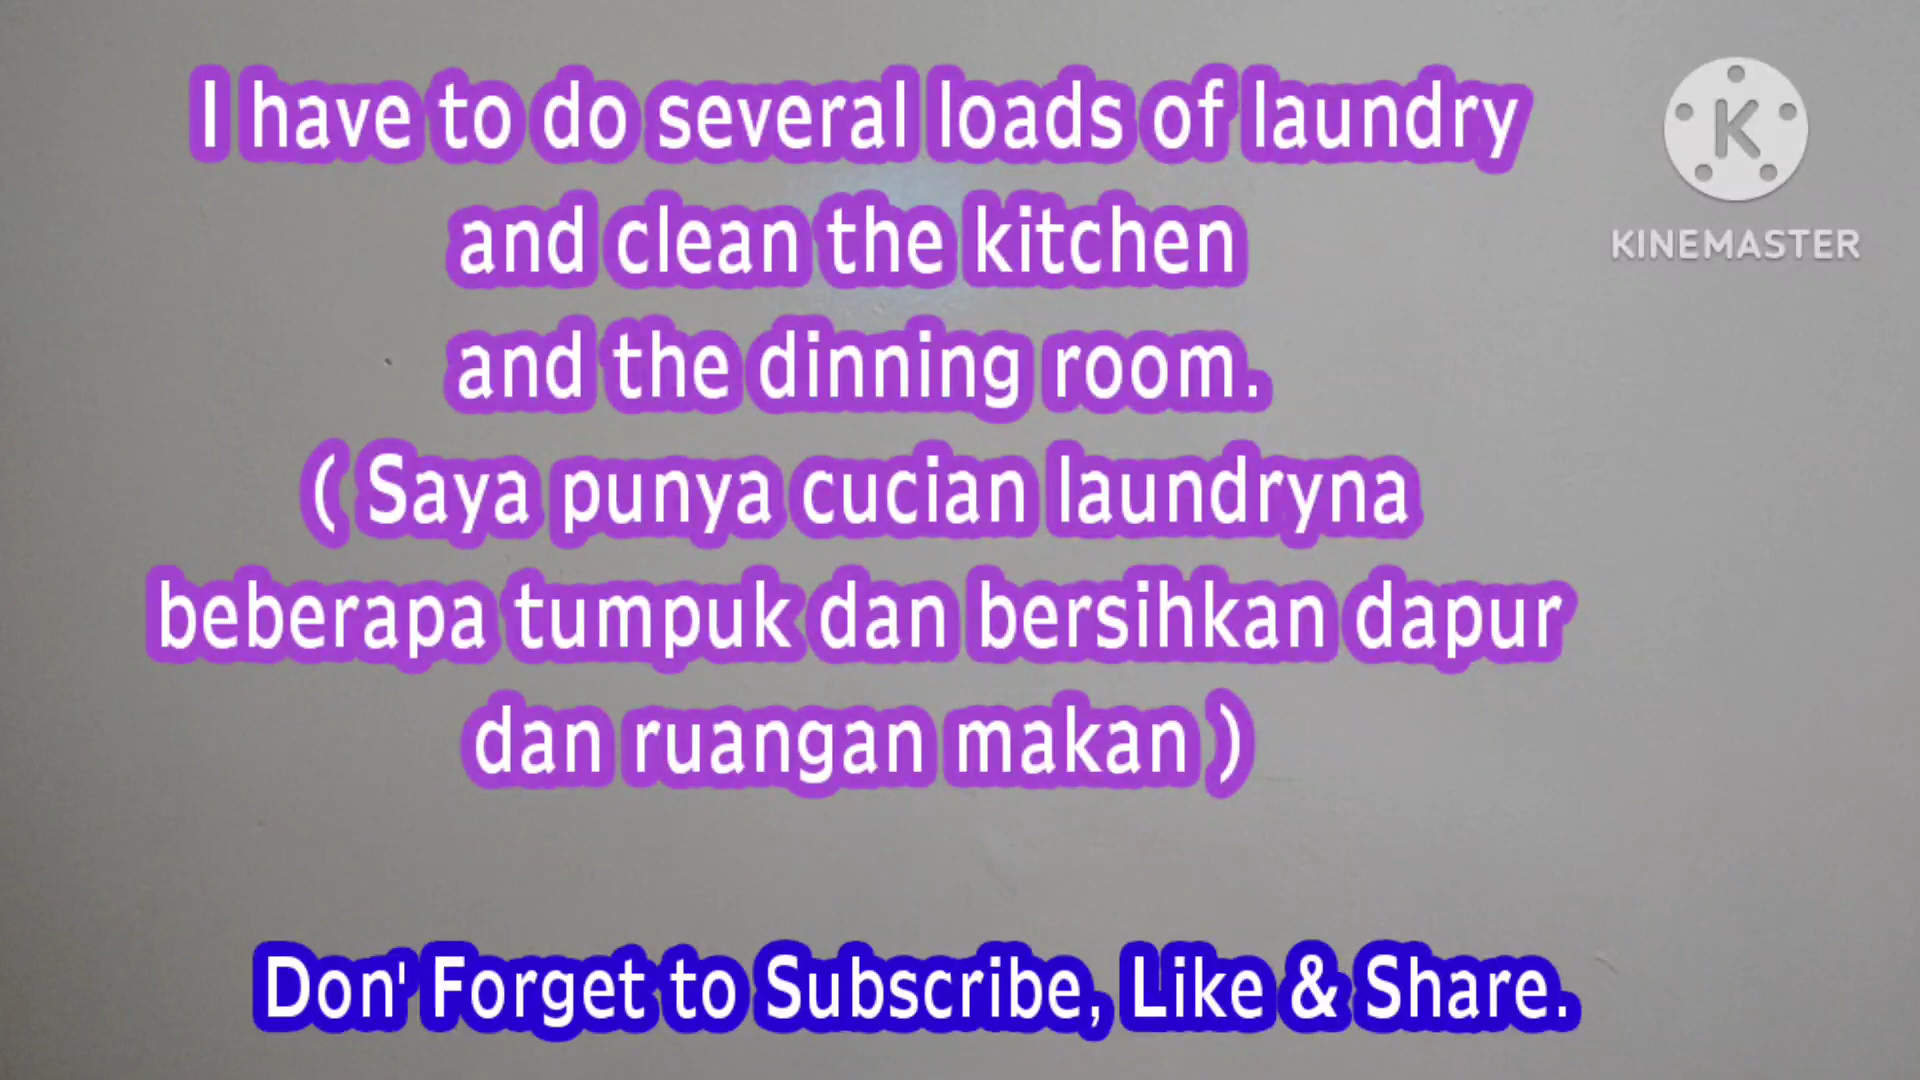 I have to do several loads of laundry
and clean the kitchen
and the dinning room.
( Saya punya cucian laundryna
beberapa tumpuk dan bersihkan dapur
dan ruangan makan )
Don' Forget to Subscribe, Like & Share.
K
KINEMASTER